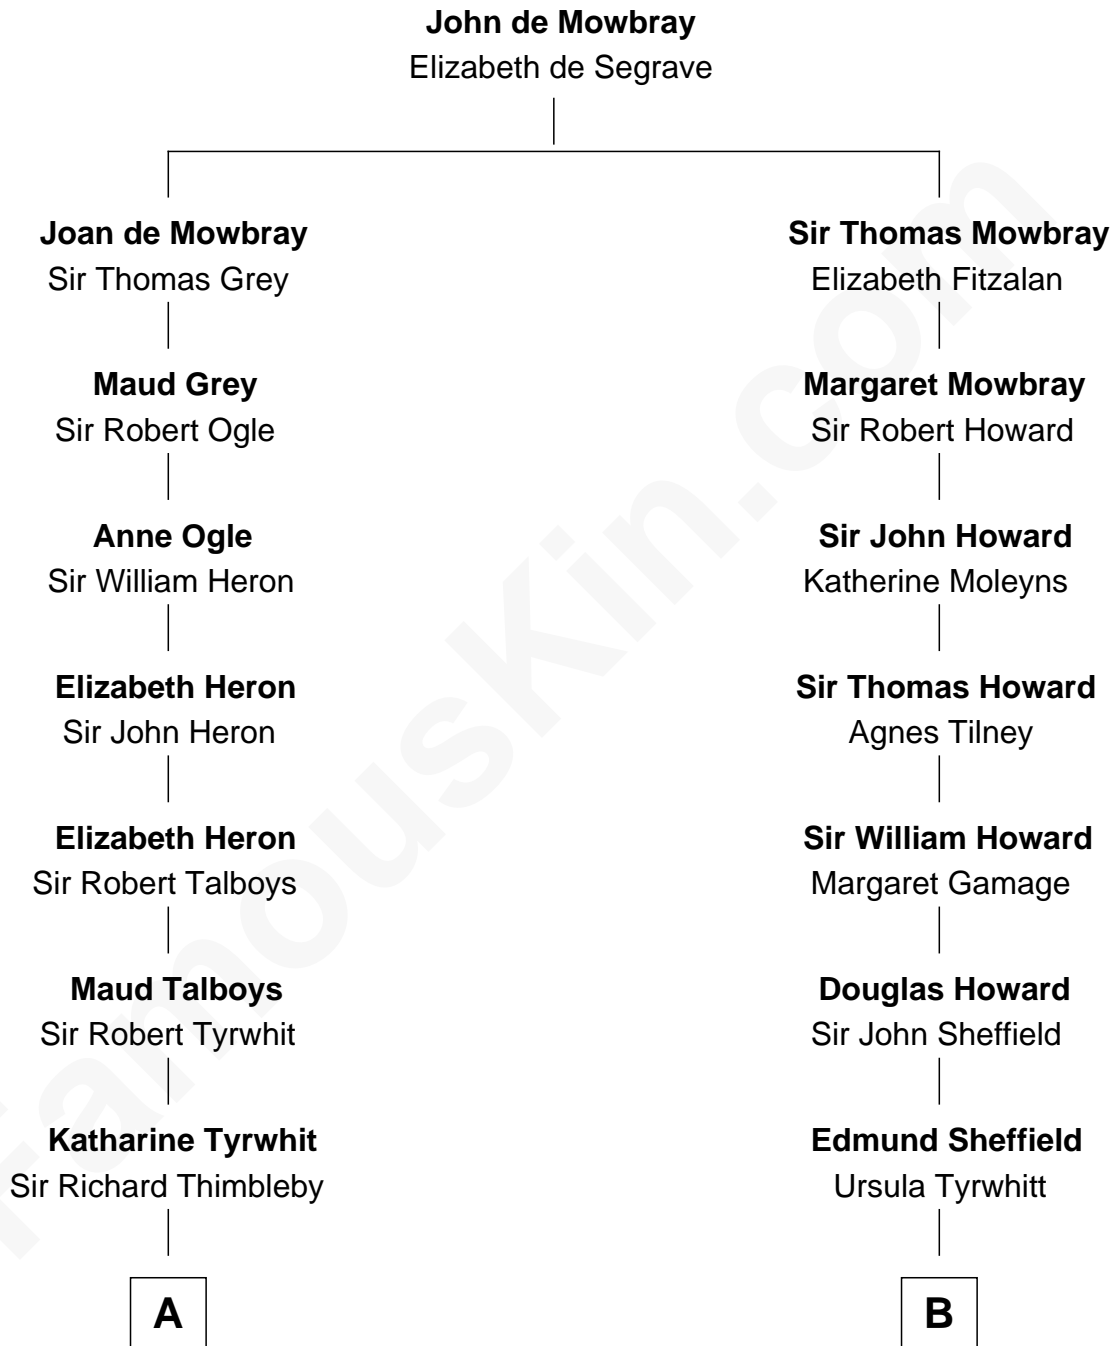 John de Mowbray
Elizabeth de Segrave
Joan de Mowbray
Sir Thomas Grey
Sir Thomas Mowbray
Elizabeth Fitzalan
Maud Grey
Sir Robert Ogle
Margaret Mowbray
Sir Robert Howard
Anne Ogle
Sir William Heron
Sir John Howard
Katherine Moleyns
Elizabeth Heron
Sir John Heron
Sir Thomas Howard
Agnes Tilney
Elizabeth Heron
Sir Robert Talboys
Sir William Howard
Margaret Gamage
Maud Talboys
Sir Robert Tyrwhit
Douglas Howard
Sir John Sheffield
Katharine Tyrwhit
Sir Richard Thimbleby
Edmund Sheffield
Ursula Tyrwhitt
A
B
FamousKin.com